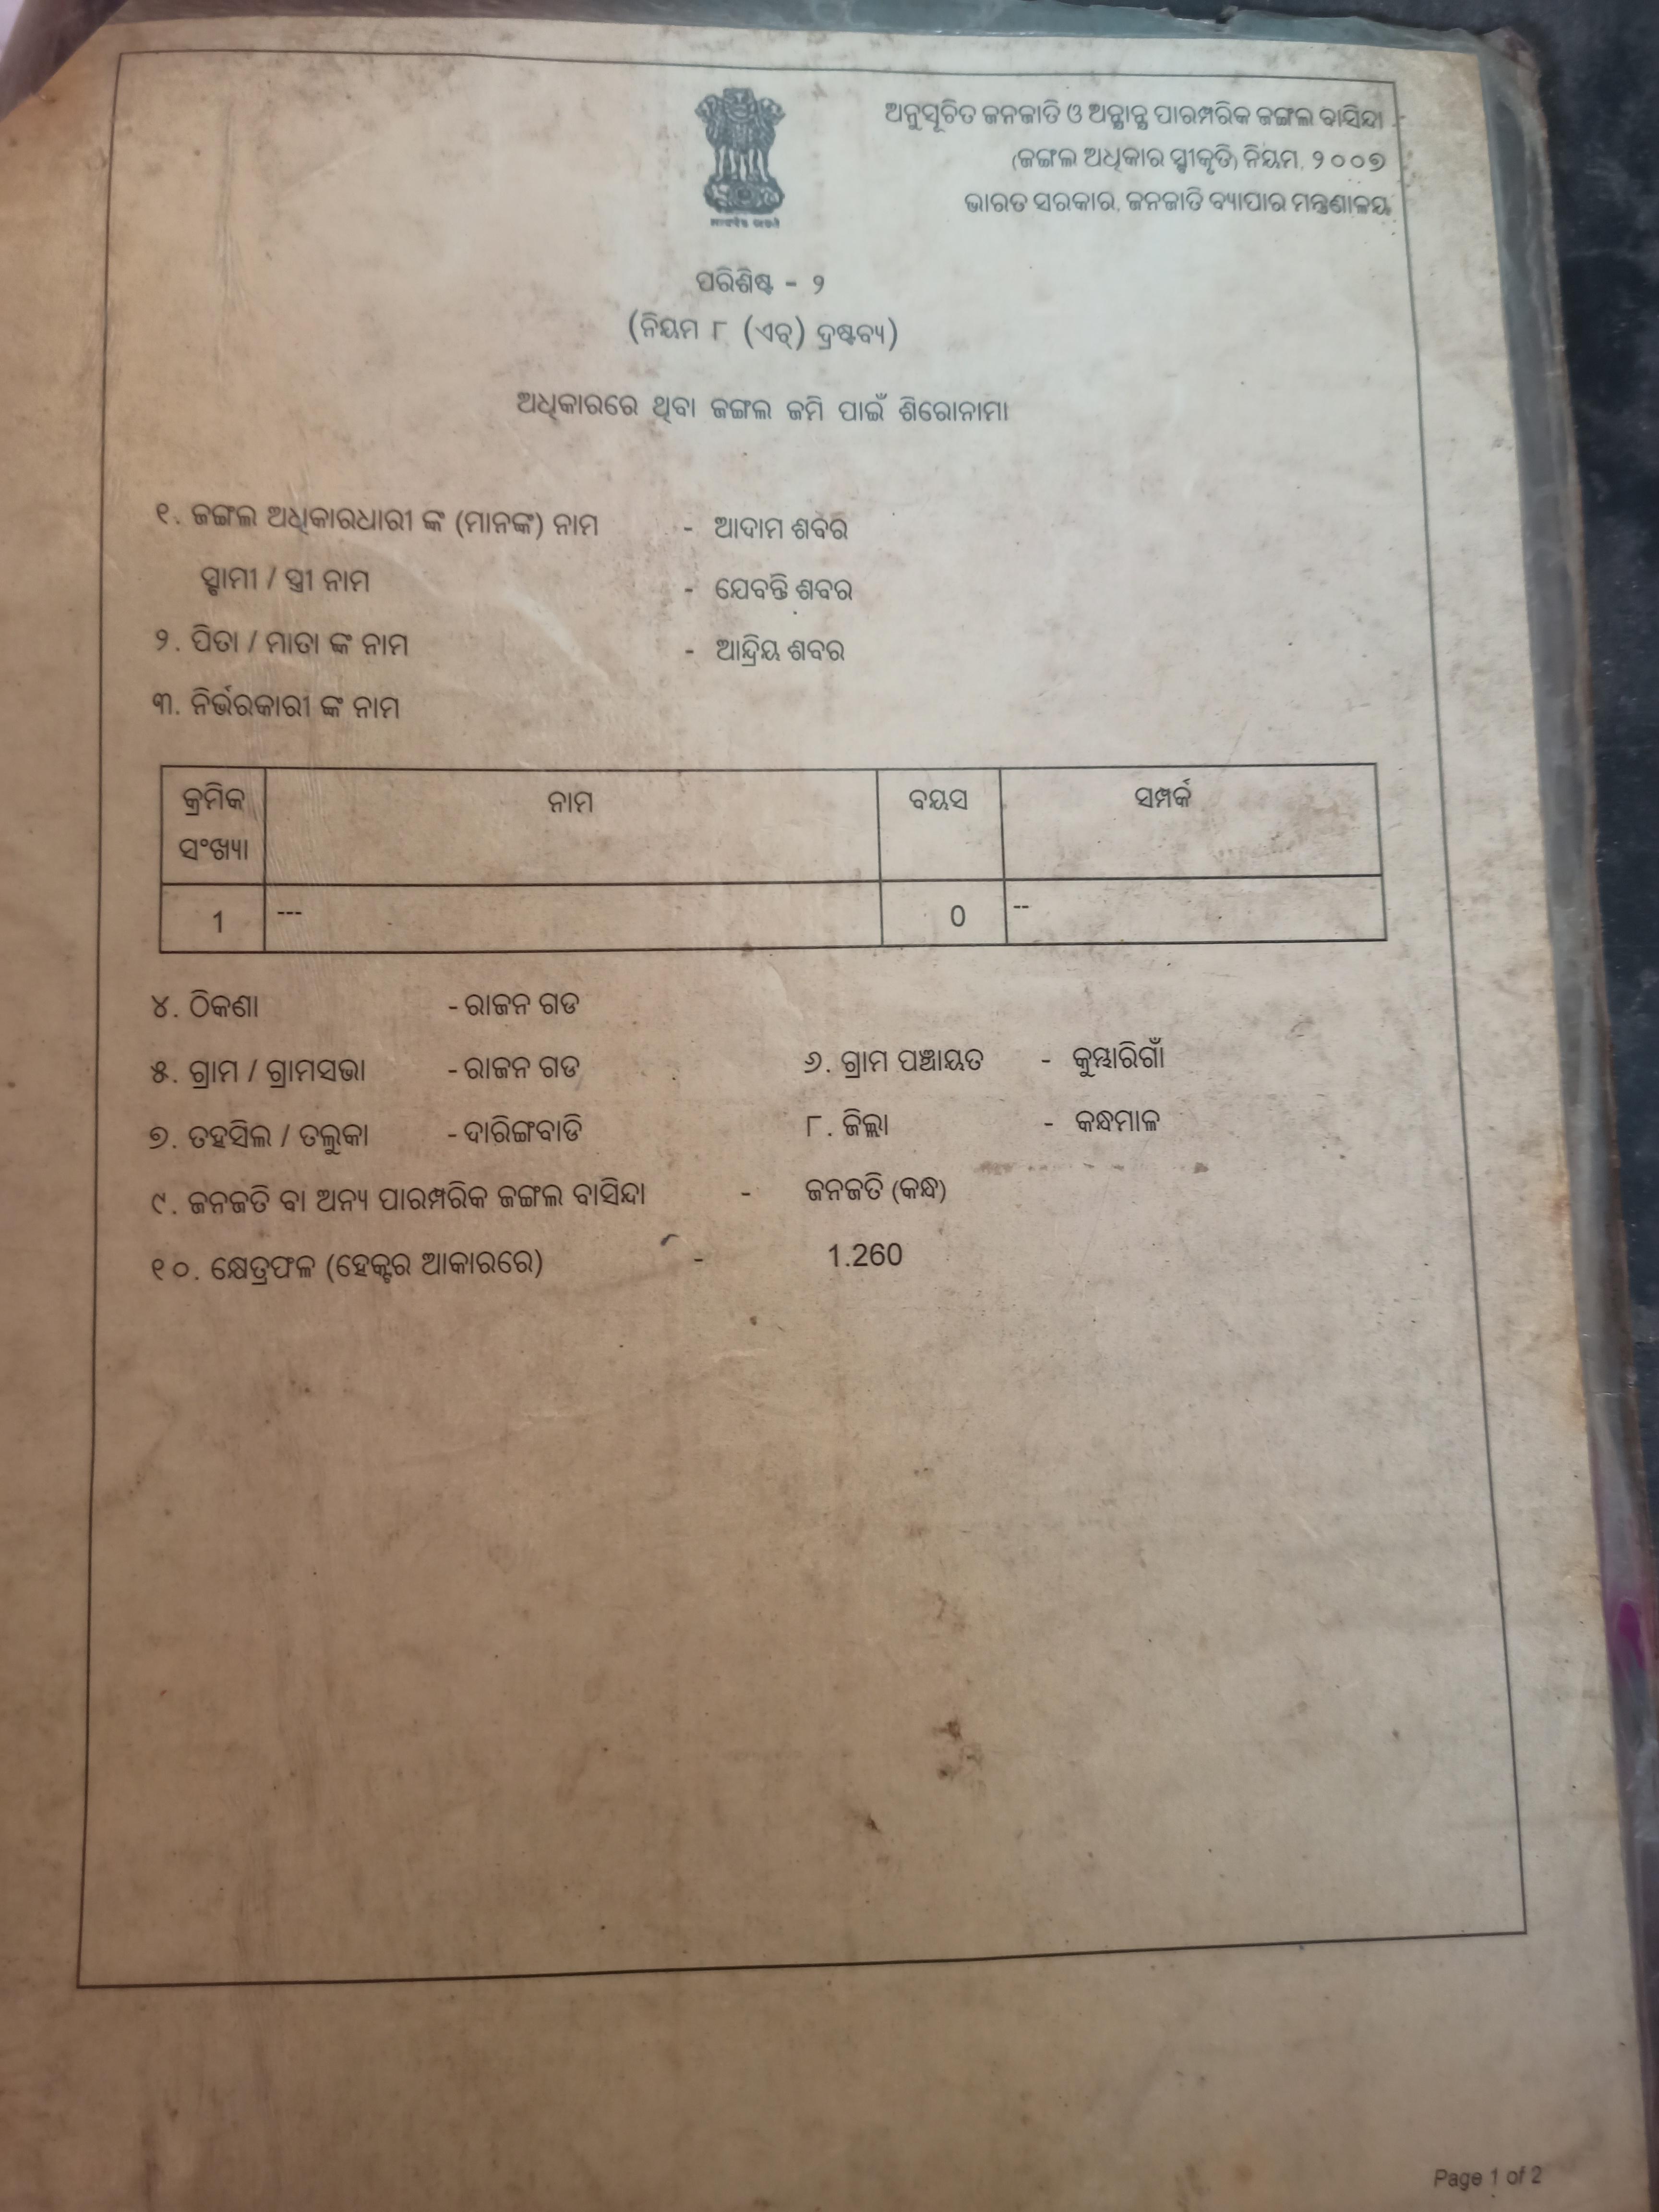 ଅନୁସୂଚିତ ଜନଜାତି ଓ ଅନ୍ଯାନ୍ଯ ପାରମ୍ପରିକ ଜଙ୍ଗଲ ବାସିନ୍ଦା
(ଜଙ୍ଗଲ ଅଧିକାର ସ୍ବୀକୃତି) ନିୟମ, ୨୦୦୭
ଭାରତ ସରକାର, ଜନଜାତି ବ୍ୟାପାର ମନ୍ତ୍ରଣାଳୟ
ପରିଶିଷ୍ଟ - ୨
(ନିୟମ ୮ (ଏଚ୍) ଦ୍ରଷ୍ଟବ୍ୟ)
ଅଧିକାରରେ ଥିବା ଜଙ୍ଗଲ ଜମି ପାଇଁ ଶିରୋନାମା
୧. ଜଙ୍ଗଲ ଅଧିକାରଧାରୀ ଙ୍କ (ମାନଙ୍କ) ନାମ - ଆଦାମ ଶବର
ସ୍ବାମୀ / ସ୍ତ୍ରୀ ନାମ - ଯେବନ୍ତି ଶବର
୨. ପିତା / ମାତା ଙ୍କ ନାମ - ଆନ୍ଦ୍ରିୟ ଶବର
୩. ନିର୍ଭରକାରୀ ଙ୍କ ନାମ
କ୍ରମିକ ନାମ ବୟସ ସମ୍ପର୍କ
ସଂଖ୍ୟା
1 --- 0 --
୪. ଠିକଣା - ରାଜନ ଗଡ
୫. ଗ୍ରାମ / ଗ୍ରାମସଭା - ରାଜନ ଗଡ ୬. ଗ୍ରାମ ପଞ୍ଚାୟତ - କୁମ୍ଭାରିଗାଁ
୭. ତହସିଲ / ତଲୁକା - ଦାରିଙ୍ଗବାଡି ୮. ଜିଲ୍ଲା - କନ୍ଧମାଳ
୯. ଜନଜତି ବା ଅନ୍ୟ ପାରମ୍ପରିକ ଜଙ୍ଗଲ ବାସିନ୍ଦା - ଜନଜତି (କନ୍ଧ)
୧୦. କ୍ଷେତ୍ରଫଳ (ହେକ୍ଟର ଆକାରରେ) - 1.260
Page 1 of 2